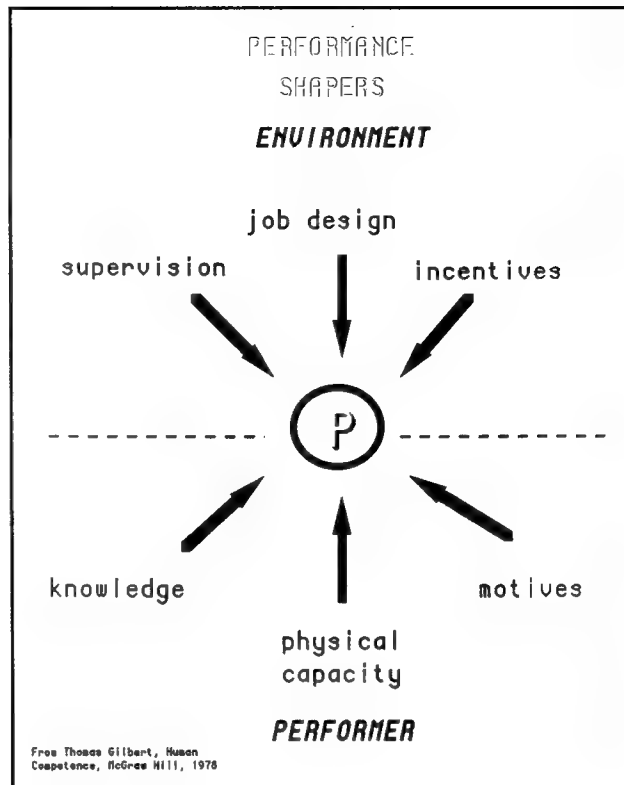 PERFORMANCE
SHAPERS
ENVIRONMENT
job design
supervision
incentives
P
knowledge
motives
physical
capacity
PERFORMER
From Thomas Gilbert, Human
Competence, McGraw Hill, 1978